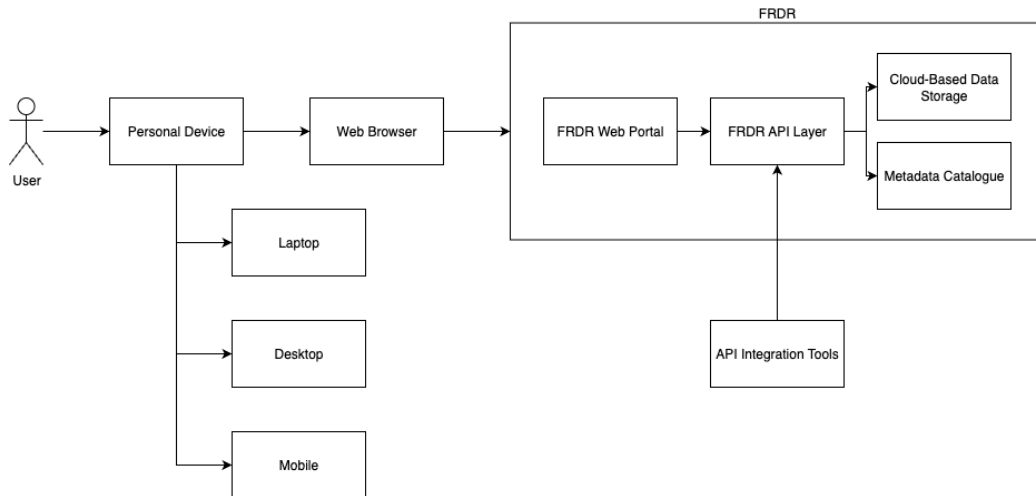 FRDR
Cloud-Based Data
Storage
Personal Device
Web Browser
FRDR Web Portal
FRDR API Layer
User
Metadata Catalogue
Laptop
Desktop
API Integration Tools
Mobile